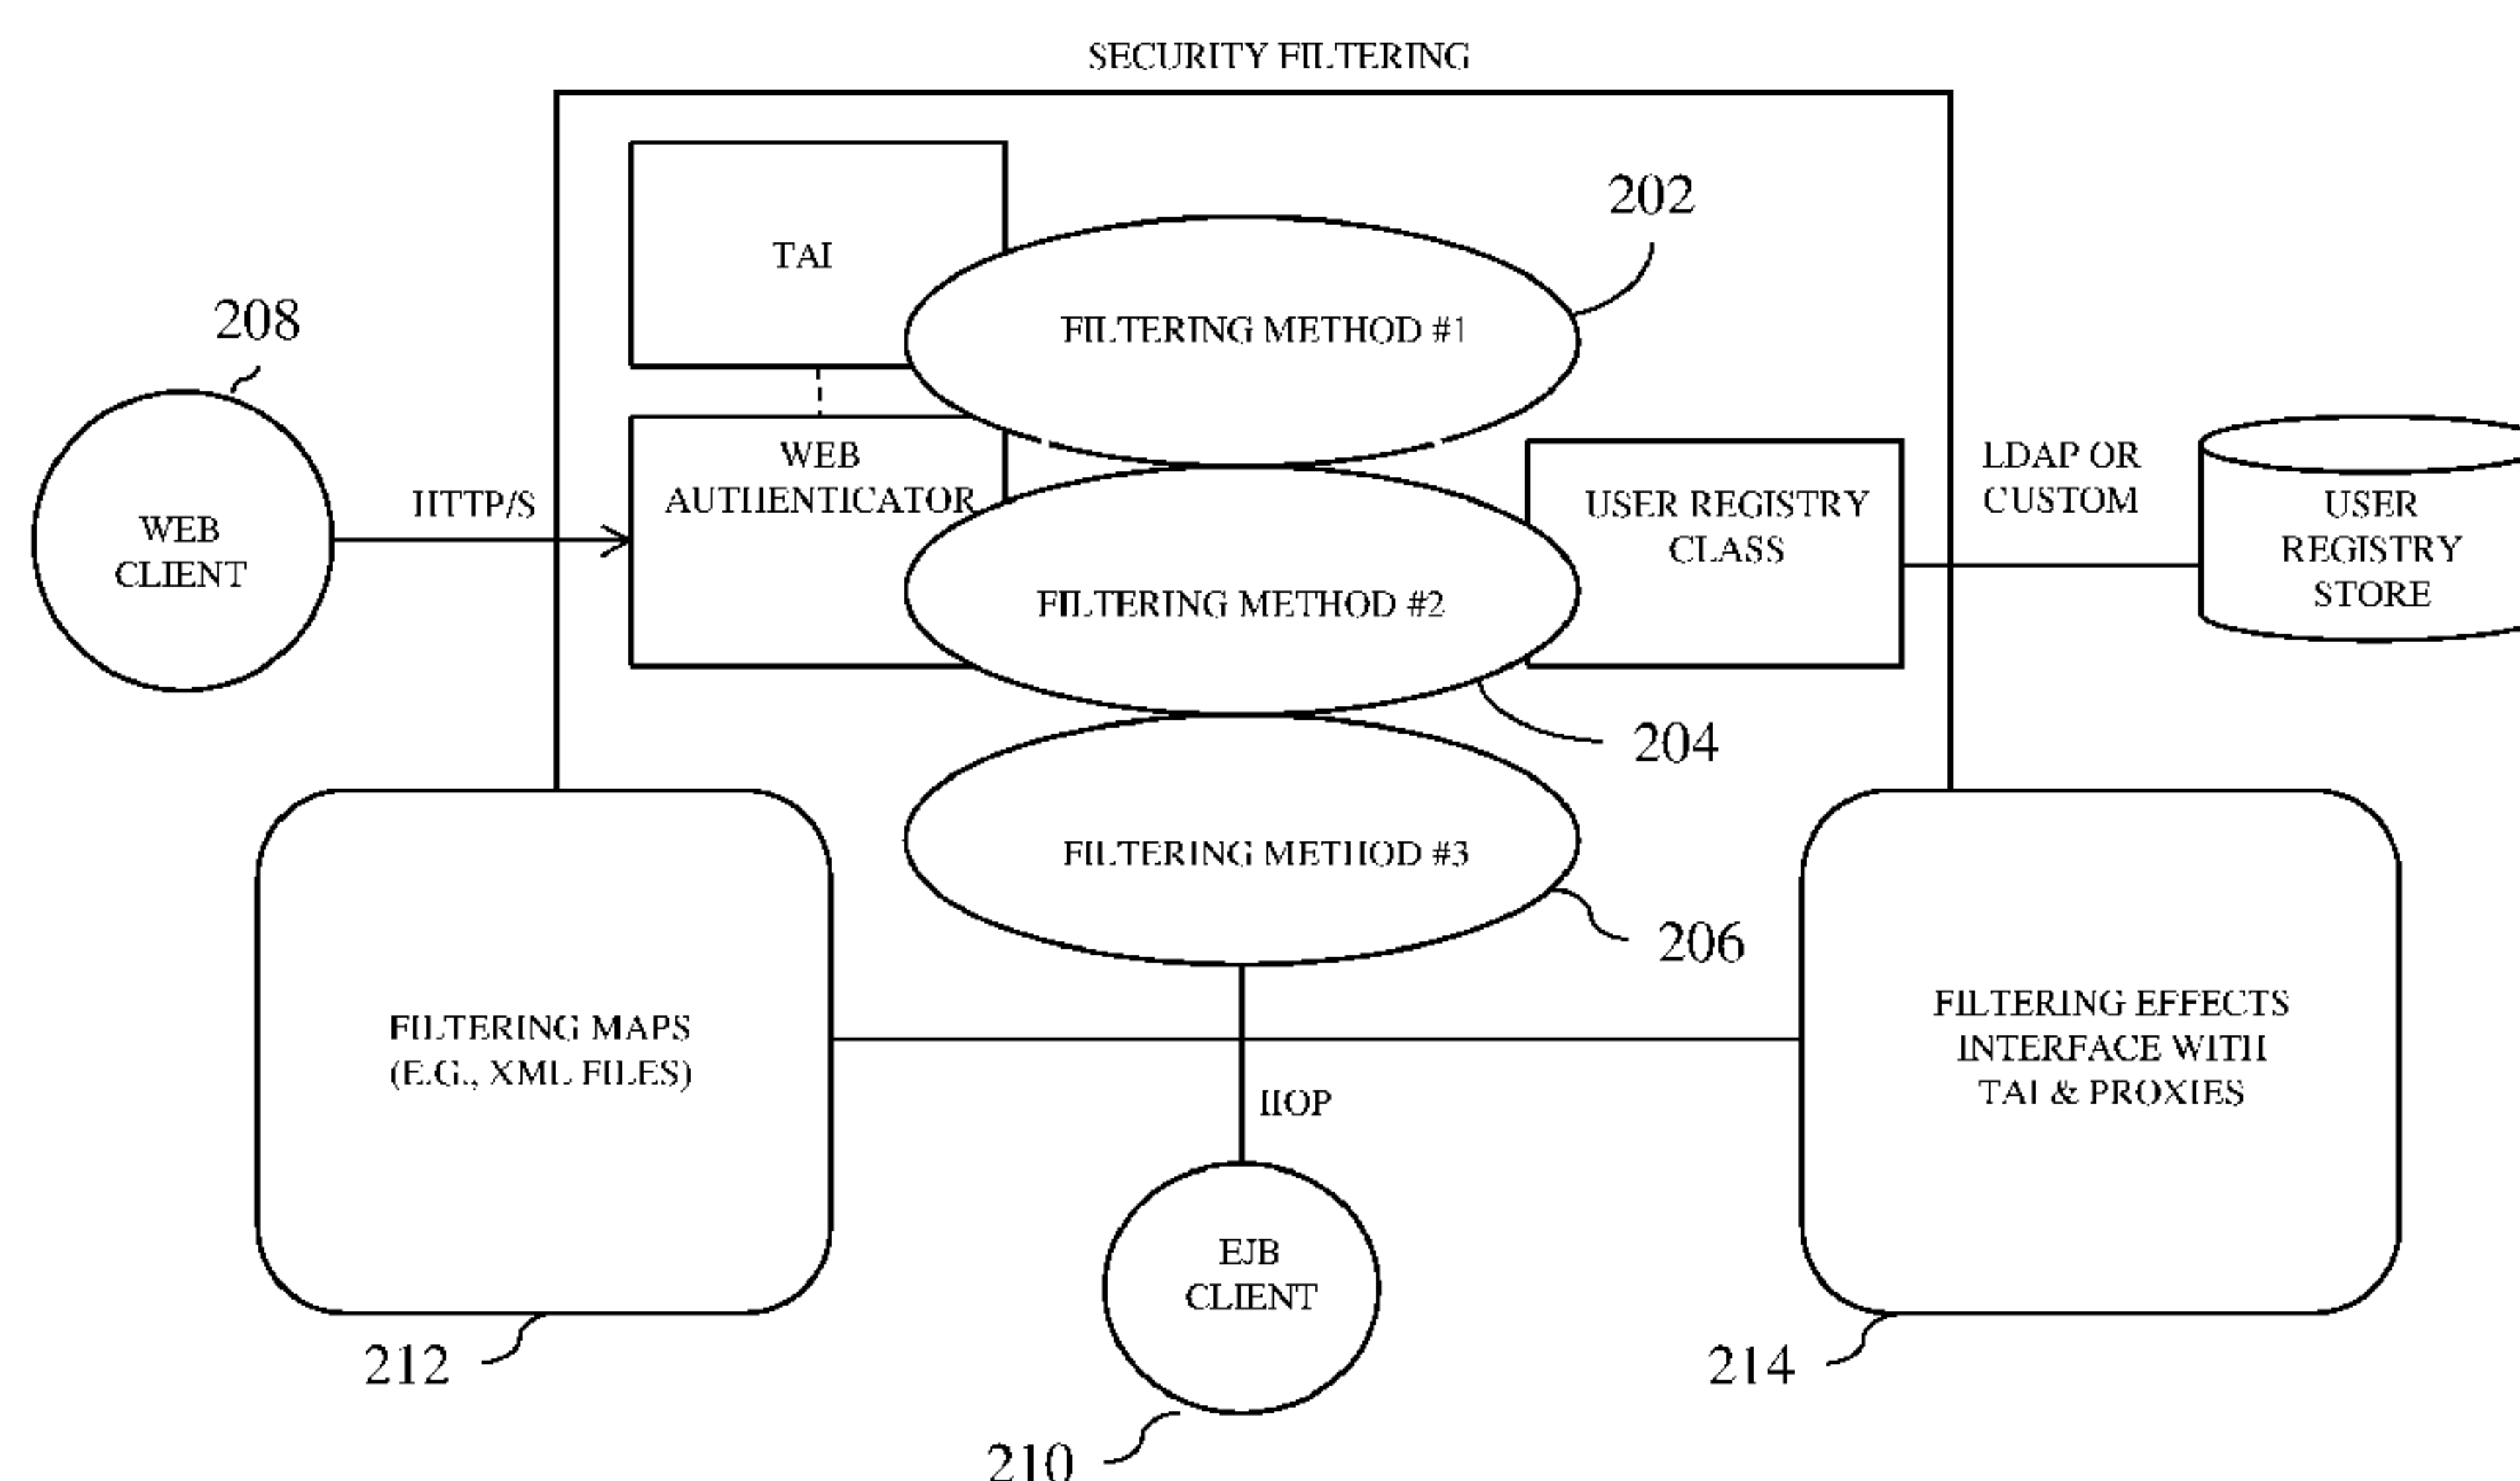 SECURITY FILTERING
202
TAI
FILTERING METHOD #1
208
WEB
AUTHENTICATOR
HTTP/S
WEB
CLIENT
USER REGISTRY
CLASS
LDAP OR
CUSTOM
USER
REGISTRY
STORE
FILTERING METHOD #2
204
FILTERING METHOD #3
206
FILTERING MAPS
(E.G., XML FILES)
FILTERING EFFECTS
INTERFACE WITH
TAI & PROXIES
IIOP
EJB
CLIENT
212
214
210